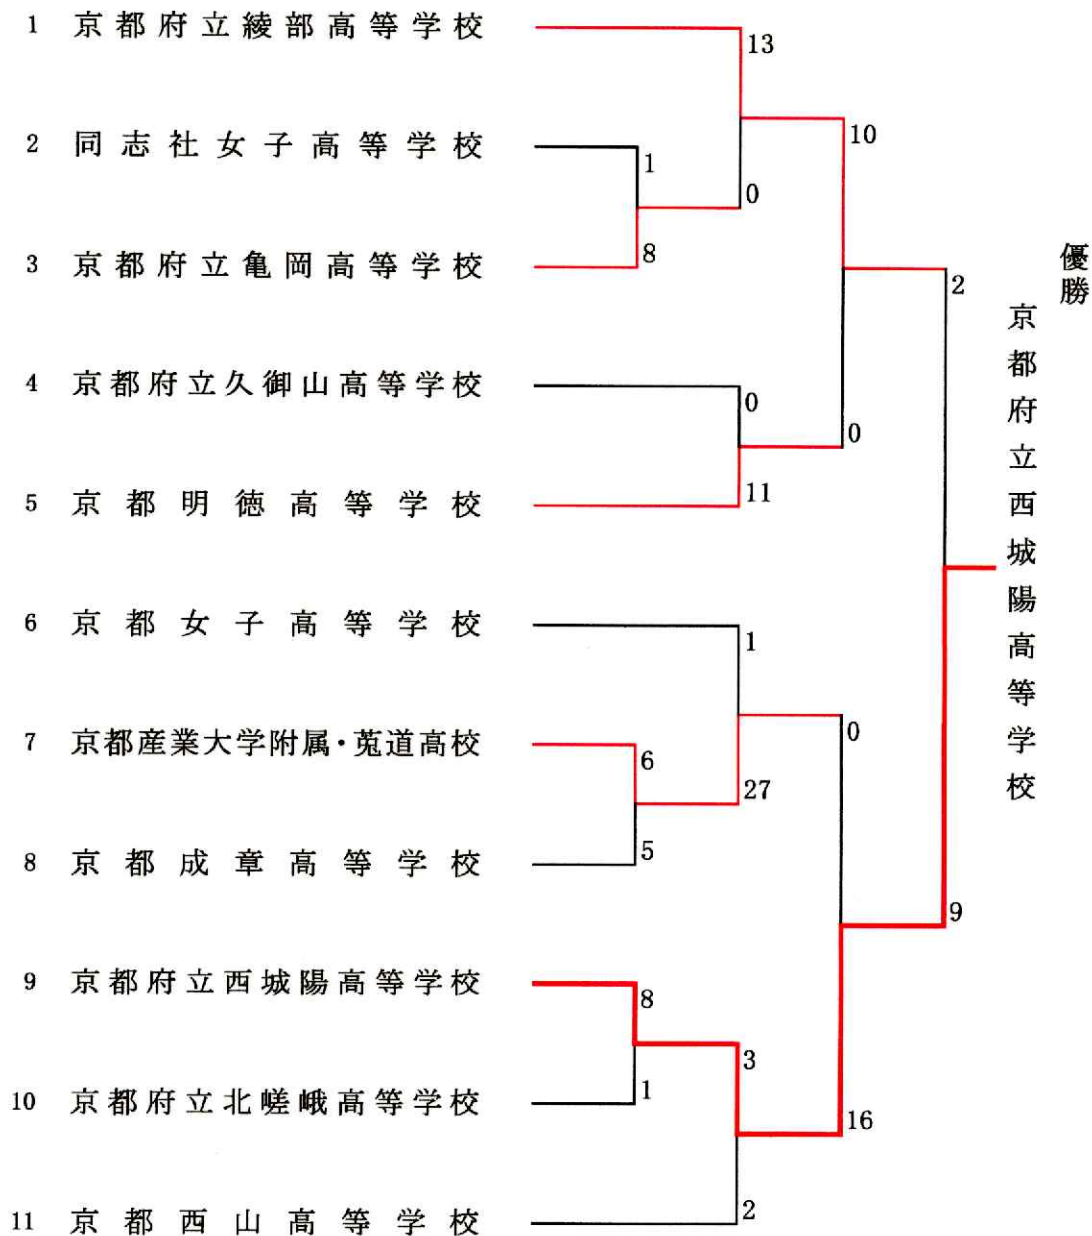 1 京都府立綾部高等学校
13
2 同志社女子高等学校
1
10
0
3 京都府立亀岡高等学校
8
2
優勝
京都府立西城陽高等学校
4 京都府立久御山高等学校
0
0
5 京都明徳高等学校
11
6 京都女子高等学校
1
7 京都産業大学附属・莵道高校
6
0
27
8 京都成章高等学校
5
9
9 京都府立西城陽高等学校
8
3
10 京都府立北嵯峨高等学校
1
16
11 京都西山高等学校
2